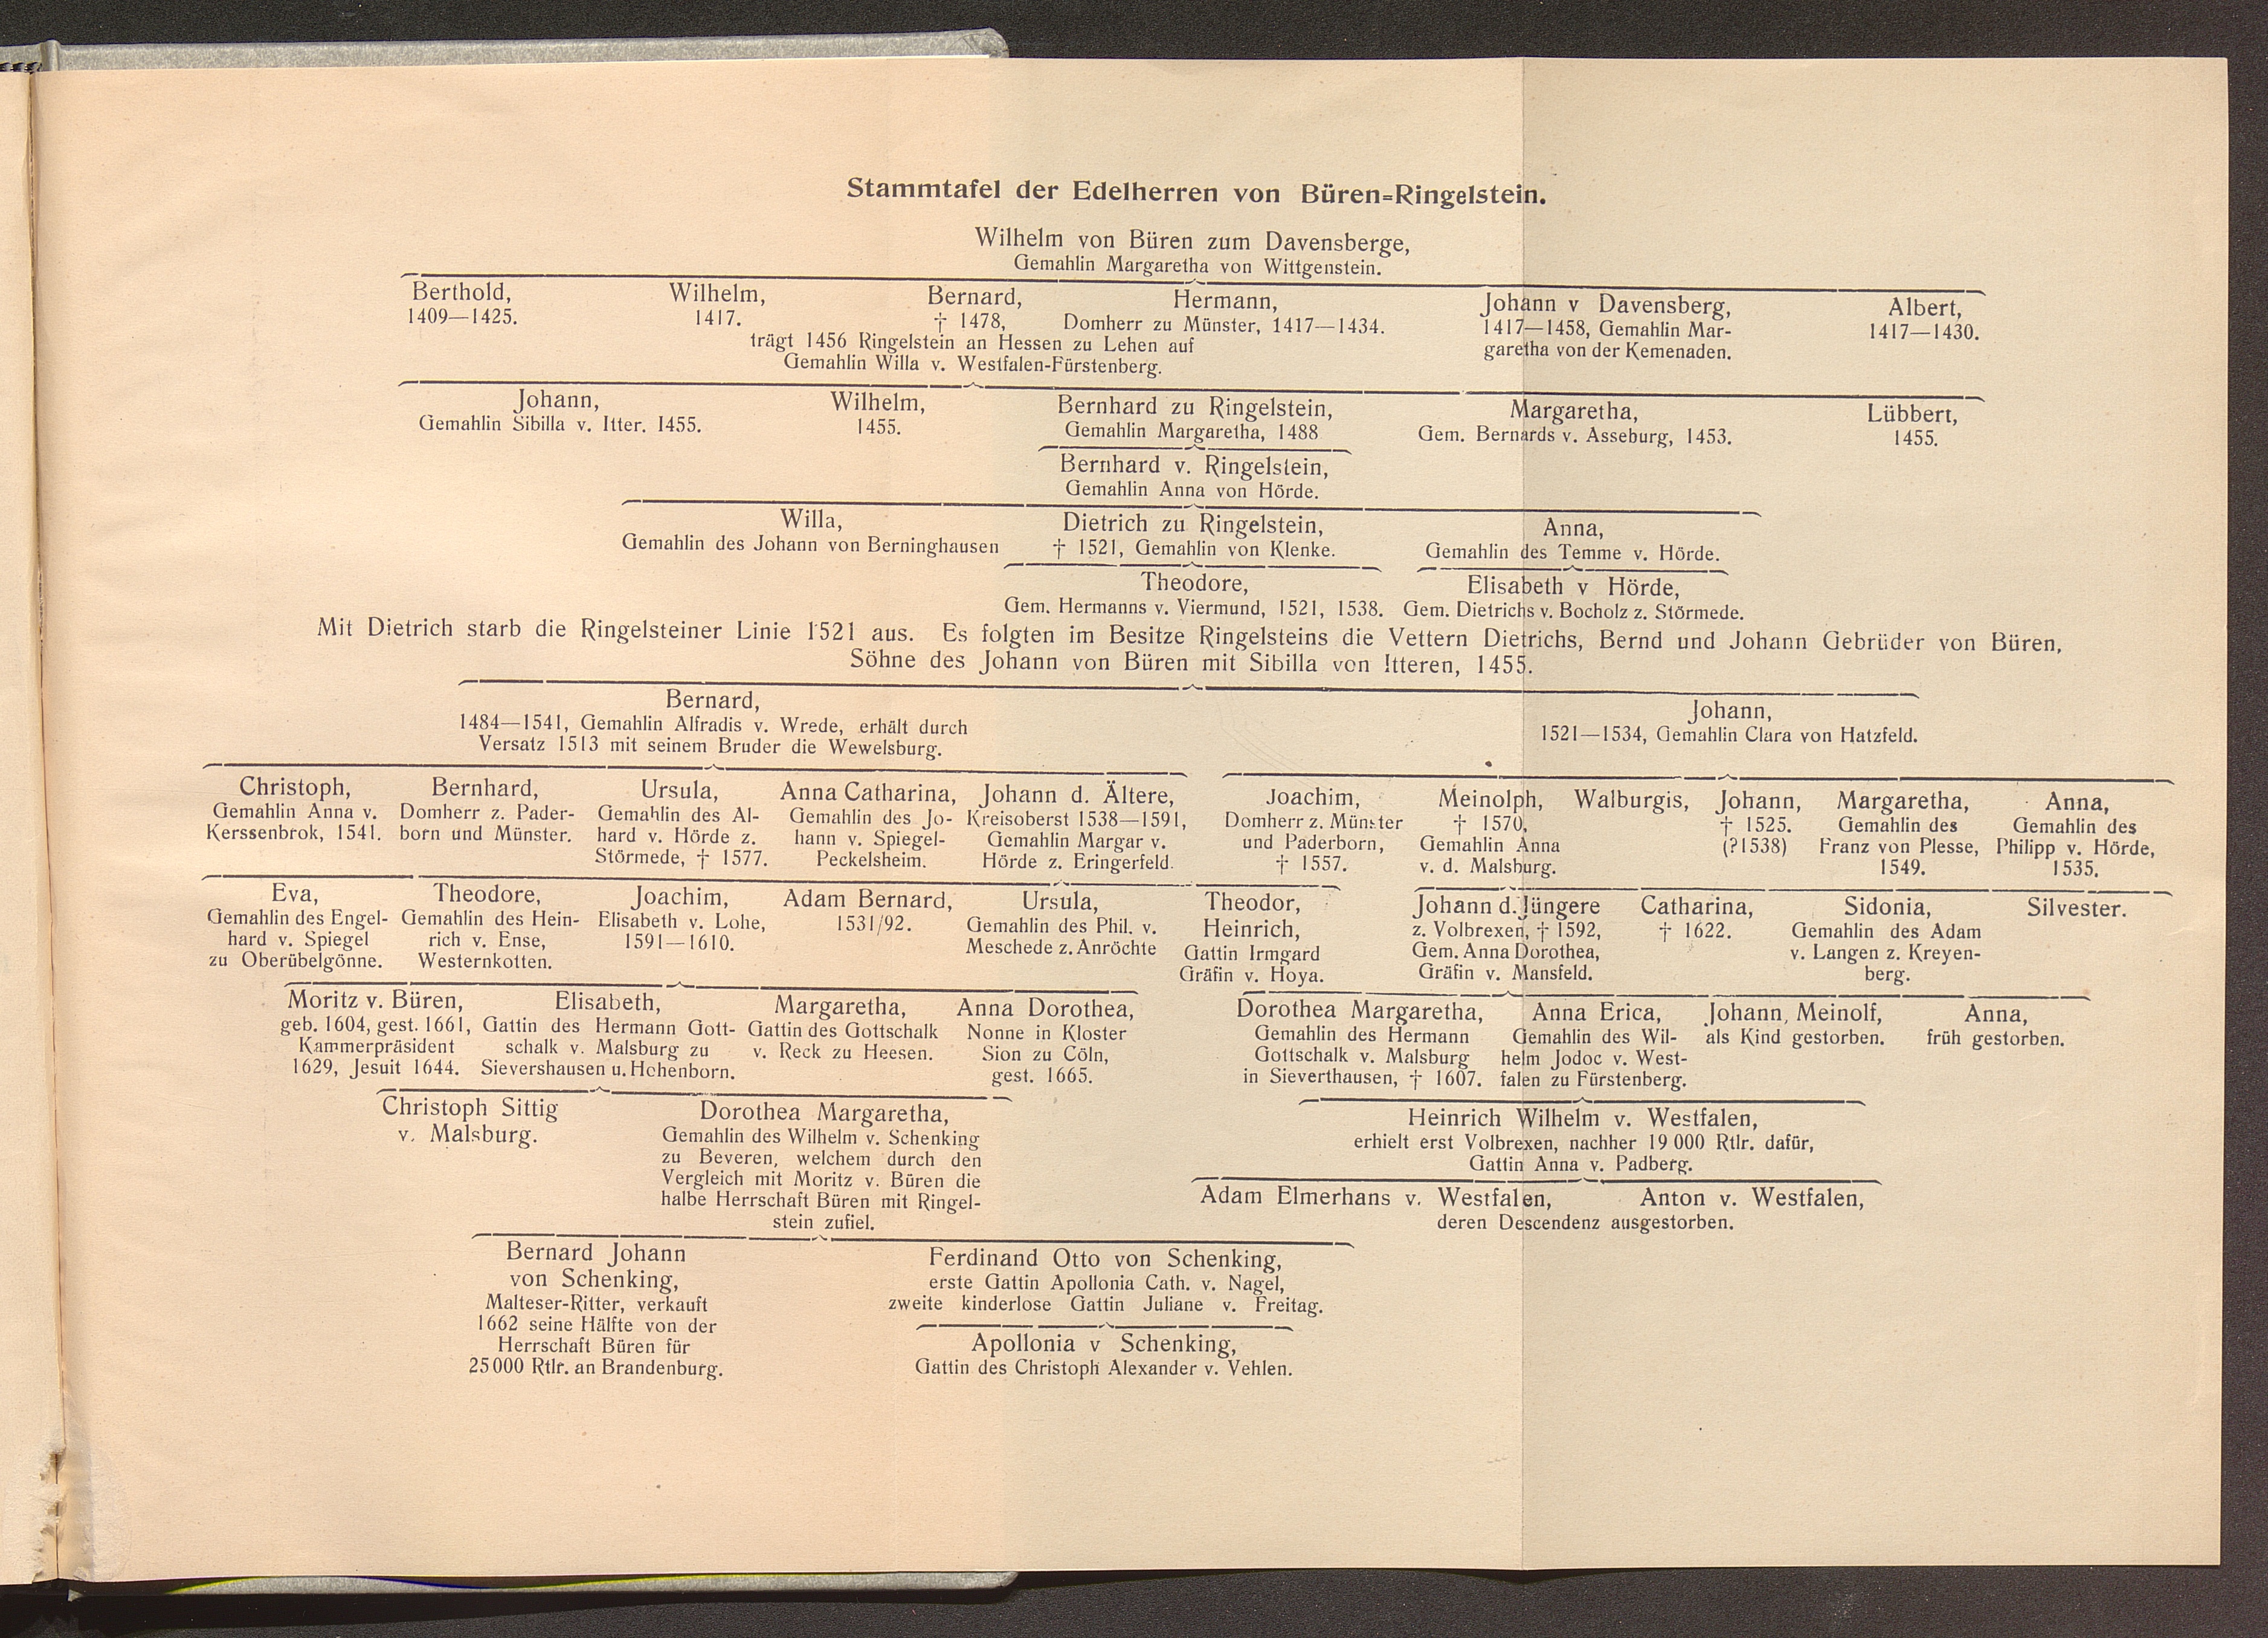 Stammtafel der Edelherren von Büren=Ringelstein.
Wilhelm von Büren zum Davensberge,
Gemahlin Margaretha von Wittgenstein.
Berthold,
1409—1425.
Wilhelm,
1417.
Bernard,
† 1478,
trägt 1456 Ringelstein an Hessen zu Lehen auf
Gemahlin Willa v. Westfalen-Fürstenberg.
Hermann,
Domherr zu Münster, 1417—1434.
Johann v Davensberg,
1417—1458, Gemahlin Mar-
garetha von der Kemenaden.
Albert,
1417—1430.
Johann,
Gemahlin Sibilla v. Itter. 1455.
Wilhelm,
1455.
Bernhard zu Ringelstein,
Gemahlin Margaretha, 1488
Margaretha,
Gem. Bernards v. Asseburg, 1453.
Lübbert,
1455.
Bernhard v. Ringelstein,
Gemahlin Anna von Hörde.
Willa,
Gemahlin des Johann von Berninghausen
Dietrich zu Ringelstein,
† 1521, Gemahlin von Klenke.
Anna,
Gemahlin des Temme v. Hörde.
Theodore,
Gem. Hermanns v. Viermund, 1521, 1538.
Elisabeth v Hörde,
Gem. Dietrichs v. Bocholz z. Störmede.
Mit Dietrich starb die Ringelsteiner Linie 1521 aus. Es folgten im Besitze Ringelsteins die Vettern Dietrichs, Bernd und Johann Gebrüder von Büren,
Söhne des Johann von Büren mit Sibilla von Itteren, 1455.
Bernard,
1484—1541, Gemahlin Alfradis v. Wrede, erhält durch
Versatz 1513 mit seinem Bruder die Wewelsburg.
Johann,
1521—1534, Gemahlin Clara von Hatzfeld.
Christoph,
Gemahlin Anna v.
Kerssenbrok, 1541.
Bernhard,
Domherr z. Pader-
born und Münster.
Ursula,
Gemahlin des Al-
hard v. Hörde z.
Störmede, † 1577.
Anna Catharina,
Gemahlin des Jo-
hann v. Spiegel-
Peckelsheim.
Johann d. Ältere,
Kreisoberst 1538—1591,
Gemahlin Margar v.
Hörde z. Eringerfeld.
Joachim,
Domherr z. Münster
und Paderborn,
† 1557.
Meinolph,
† 1570,
Gemahlin Anna
v. d. Malsburg.
Walburgis,
Johann,
† 1525.
(?1538)
Margaretha,
Gemahlin des
Franz von Plesse,
1549.
Anna,
Gemahlin des
Philipp v. Hörde,
1535.
Eva,
Gemahlin des Engel-
hard v. Spiegel
zu Oberübelgönne.
Theodore,
Gemahlin des Hein-
rich v. Ense,
Westernkotten.
Joachim,
Elisabeth v. Lohe,
1591—1610.
Adam Bernard,
1531/92.
Ursula,
Gemahlin des Phil. v.
Meschede z. Anröchte
Theodor,
Heinrich,
Gattin Irmgard
Gräfin v. Hoya.
Johann d. Jüngere
z. Volbrexen, † 1592,
Gem. Anna Dorothea,
Gräfin v. Mansfeld.
Catharina,
† 1622.
Sidonia,
Gemahlin des Adam
v. Langen z. Kreyen-
berg.
Silvester.
Moritz v. Büren,
geb. 1604, gest. 1661,
Kammerpräsident
1629, Jesuit 1644.
Elisabeth,
Gattin des Hermann Gott-
schalk v. Malsburg zu
Sievershausen u. Hohenborn.
Margaretha,
Gattin des Gottschalk
v. Reck zu Heesen.
Anna Dorothea,
Nonne in Kloster
Sion zu Cöln,
gest. 1665.
Dorothea Margaretha,
Gemahlin des Hermann
Gottschalk v. Malsburg
in Sieverthausen, † 1607.
Anna Erica,
Gemahlin des Wil-
helm Jodoc v. West-
falen zu Fürstenberg.
Johann, Meinolf,
als Kind gestorben.
Anna,
früh gestorben.
Christoph Sittig
v. Malsburg.
Dorothea Margaretha,
Gemahlin des Wilhelm v. Schenking
zu Beveren, welchem durch den
Vergleich mit Moritz v. Büren die
halbe Herrschaft Büren mit Ringel-
stein zufiel.
Heinrich Wilhelm v. Westfalen,
erhielt erst Volbrexen, nachher 19 000 Rtlr. dafür,
Gattin Anna v. Padberg.
Adam Elmerhans v. Westfalen, Anton v. Westfalen,
deren Descendenz ausgestorben.
Bernard Johann
von Schenking,
Malteser-Ritter, verkauft
1662 seine Hälfte von der
Herrschaft Büren für
25 000 Rtlr. an Brandenburg.
Ferdinand Otto von Schenking,
erste Gattin Apollonia Cath. v. Nagel,
zweite kinderlose Gattin Juliane v. Freitag.
Apollonia v Schenking,
Gattin des Christoph Alexander v. Vehlen.